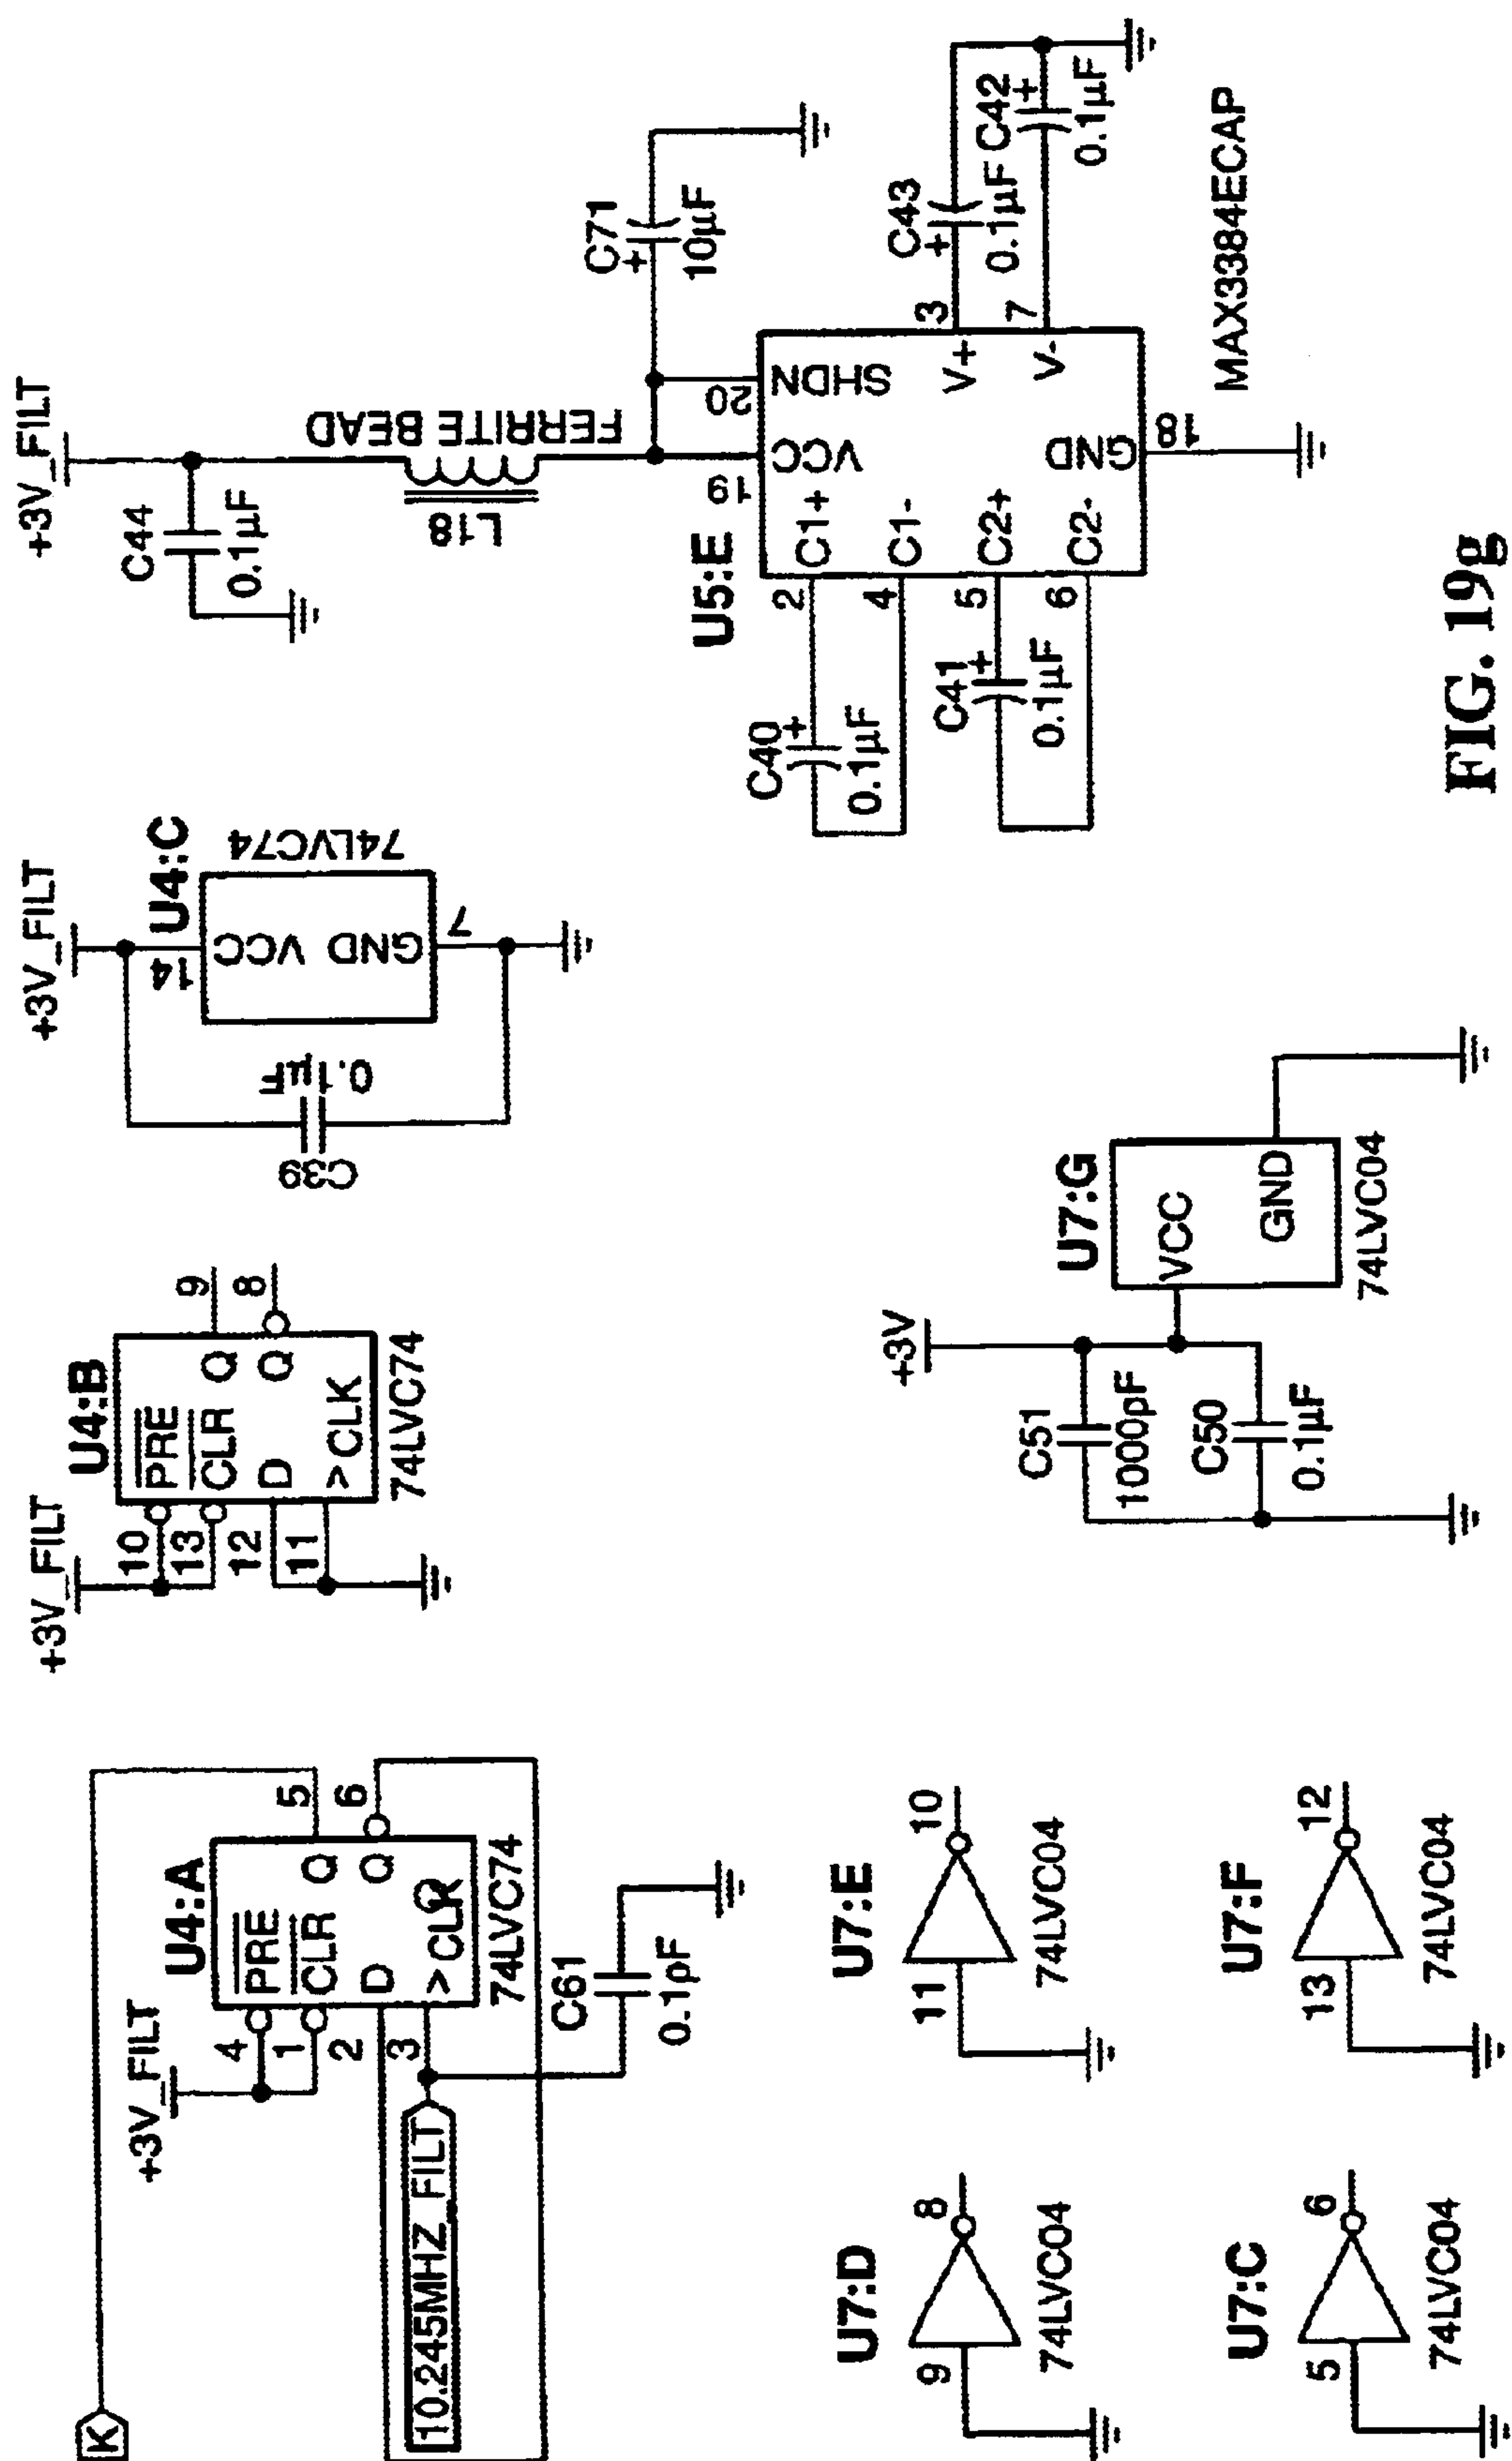 K
+3V_FILT
U4:A
4
1
2
3
PRE
CLR
D
>CLK
Q
Q
Q
5
6
74LVC74
10.245MHZ_FILT
C61
0.1pF
+3V_FILT
U4:B
10
13
12
11
PRE
CLR
D
>CLK
Q
Q
9
8
74LVC74
+3V_FILT
U4:C
14
VCC
GND
7
74LVC74
C39
0.1µF
+3V_FILT
C44
0.1µF
L18
FERRITE BEAD
C71
+
10µF
U5:E
19
20
VCC
SHDN
C1+
C1-
C2+
C2-
V+
V-
GND
2
4
5
6
3
7
18
C40
+
0.1µF
C41
+
0.1µF
C43
+
0.1µF
C42
+
0.1µF
MAX3384ECAP
U7:D
9
8
74LVC04
U7:E
11
10
74LVC04
U7:C
5
6
74LVC04
U7:F
13
12
74LVC04
+3V
C51
1000pF
C50
0.1µF
U7:G
VCC
GND
74LVC04
FIG. 19g